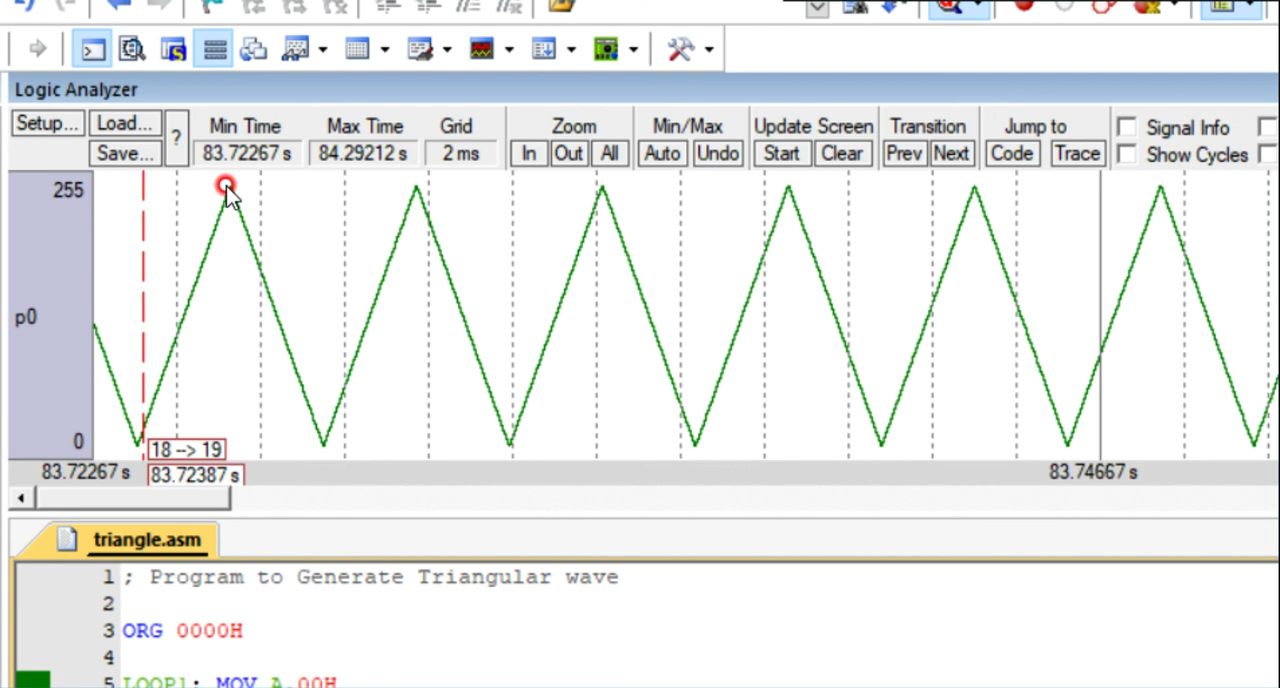 Logic Analyzer
Setup... Load... ? Min Time Max Time Grid Zoom Min/Max Update Screen Transition Jump to Signal Info
Save... 83.72267 s 84.29212 s 2 ms In Out All Auto Undo Start Clear Prev Next Code Trace Show Cycles
255
p0
0
18 --> 19
83.72267 s 83.72387 s 83.74667 s
triangle.asm
1 ; Program to Generate Triangular wave
2
3 ORG 0000H
4
5 LOOP1: MOV A,00H